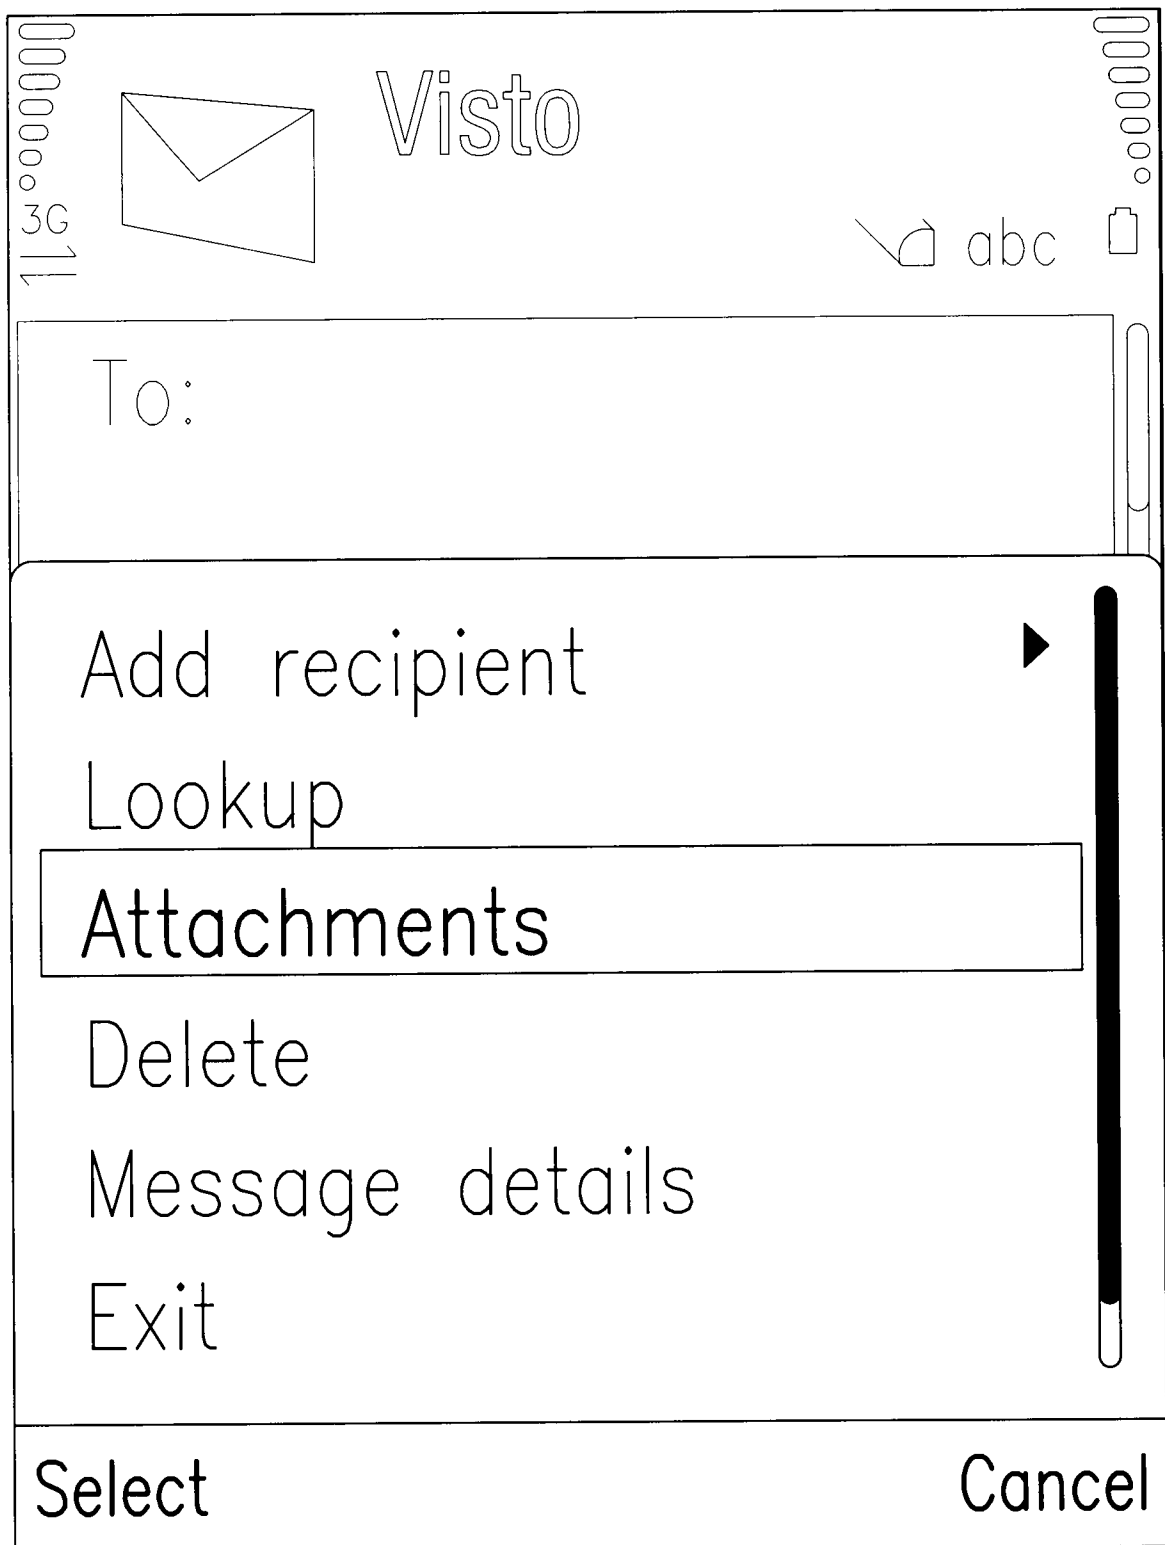 Visto
3G
abc
To:
Add recipient
Lookup
Attachments
Delete
Message details
Exit
Select
Cancel